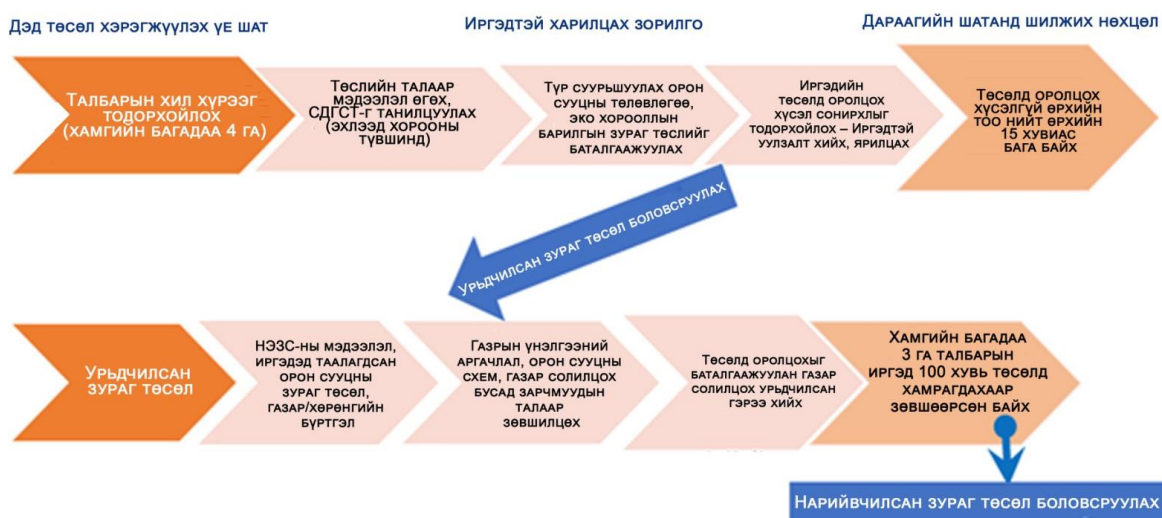 ДЭД ТӨСӨЛ ХЭРЭГЖҮҮЛЭХ ҮЕ ШАТ
ИРГЭДТЭЙ ХАРИЛЦАХ ЗОРИЛГО
ДАРААГИЙН ШАТАНД ШИЛЖИХ НӨХЦӨЛ
ТАЛБАРЫН ХИЛ ХҮРЭЭГ
ТОДОРХОЙЛОХ
(ХАМГИЙН БАГАДАА 4 ГА)
ТӨСЛИЙН ТАЛААР
МЭДЭЭЛЭЛ ӨГӨХ,
СДГСТ-Г ТАНИЛЦУУЛАХ
(ЭХЛЭЭД ХОРООНЫ
ТҮВШИНД)
ТҮР СУУРЬШУУЛАХ ОРОН
СУУЦНЫ ТӨЛӨВЛӨГӨӨ,
ЭКО ХОРООЛЛЫН
БАРИЛГЫН ЗУРАГ ТӨСЛИЙГ
БАТАЛГААЖУУЛАХ
ИРГЭДИЙН
ТӨСӨЛД ОРОЛЦОХ
ХҮСЭЛ СОНИРХЛЫГ
ТОДОРХОЙЛОХ – ИРГЭДТЭЙ
УУЛЗАЛТ ХИЙХ, ЯРИЛЦАХ
ТӨСӨЛД ОРОЛЦОХ
ХҮСЭЛГҮЙ ӨРХИЙН
ТОО НИЙТ ӨРХИЙН
15 ХУВИАС
БАГА БАЙХ
УРЬДЧИЛСАН ЗУРАГ ТӨСӨЛ БОЛОВСРУУЛАХ
УРЬДЧИЛСАН
ЗУРАГ ТӨСӨЛ
НЭЗС-НЫ МЭДЭЭЛЭЛ,
ИРГЭДЭД ТААЛАГДСАН
ОРОН СУУЦНЫ
ЗУРАГ ТӨСӨЛ,
ГАЗАР/ХӨРӨНГИЙН
БҮРТГЭЛ
ГАЗРЫН ҮНЭЛГЭЭНИЙ
АРГАЧЛАЛ, ОРОН СУУЦНЫ
СХЕМ, ГАЗАР СОЛИЛЦОХ
БУСАД ЗАРЧМУУДЫН
ТАЛААР
ЗӨВШИЛЦӨХ
ТӨСӨЛД ОРОЛЦОХЫГ
БАТАЛГААЖУУЛАН ГАЗАР
СОЛИЛЦОХ УРЬДЧИЛСАН
ГЭРЭЭ ХИЙХ
ХАМГИЙН БАГАДАА
3 ГА ТАЛБАРЫН
ИРГЭД 100 ХУВЬ ТӨСӨЛД
ХАМРАГДАХААР
ЗӨВШӨӨРСӨН БАЙХ
НАРИЙВЧИЛСАН ЗУРАГ ТӨСӨЛ БОЛОВСРУУЛАХ